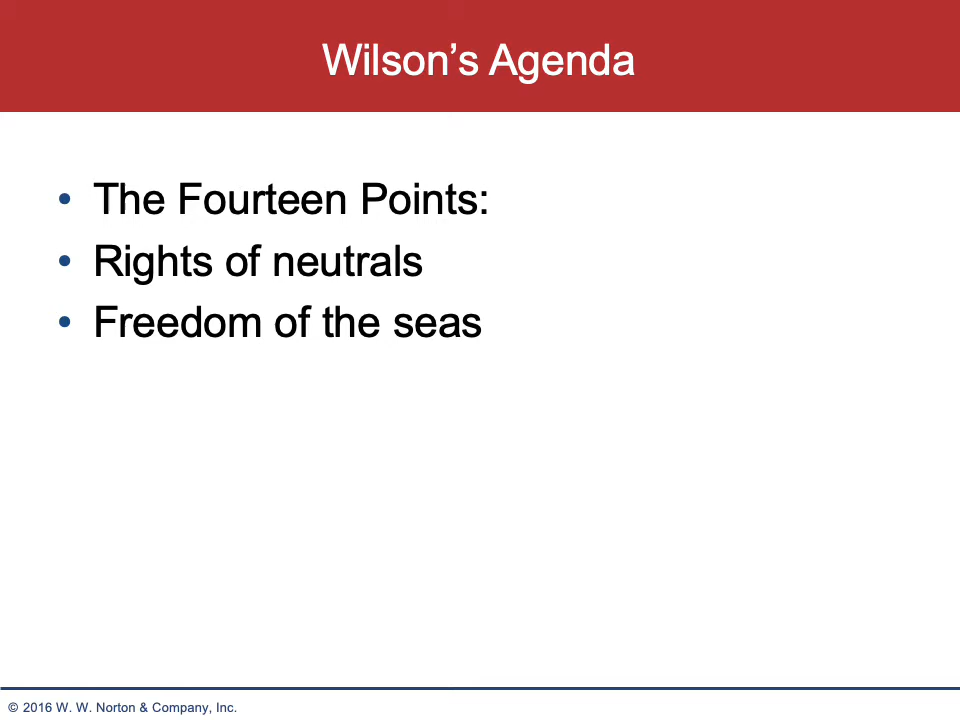 Wilson’s Agenda
• The Fourteen Points:
• Rights of neutrals
• Freedom of the seas
© 2016 W. W. Norton & Company, Inc.